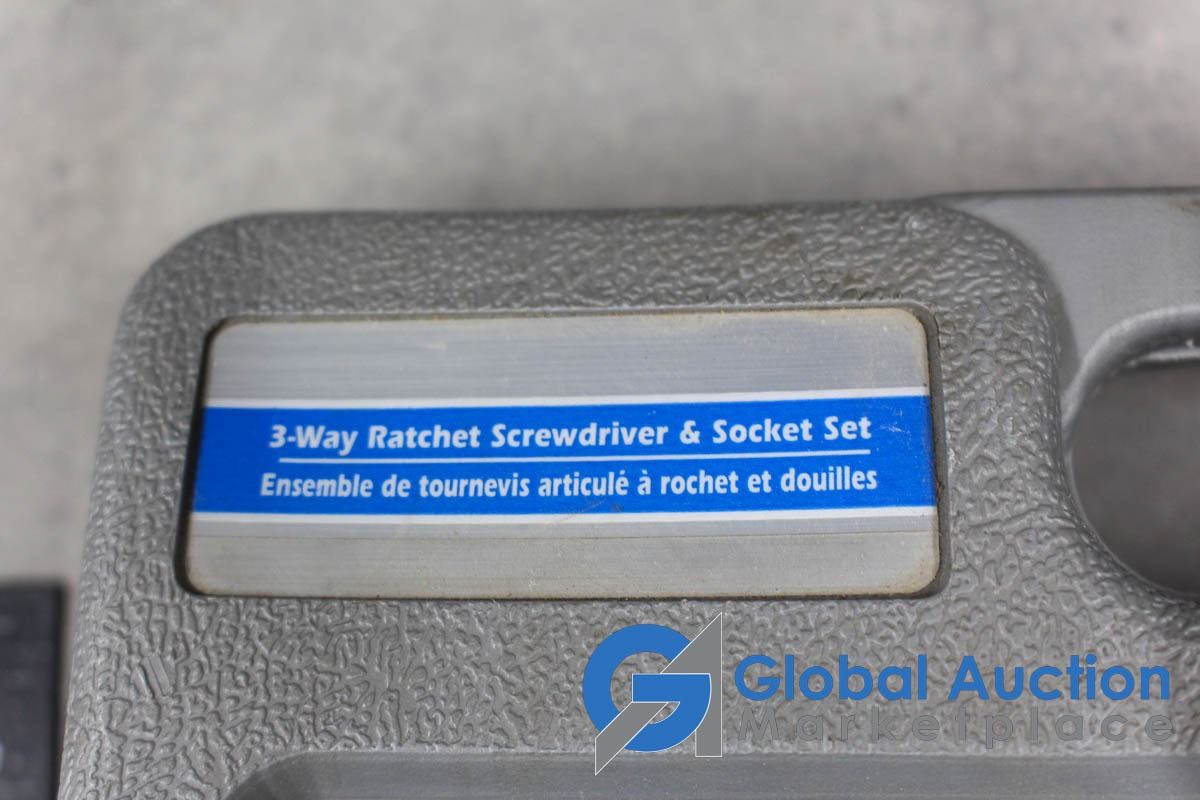 3-Way Ratchet Screwdriver & Socket Set
Ensemble de tournevis articulé à rochet et douilles
Global Auction
Marketplace